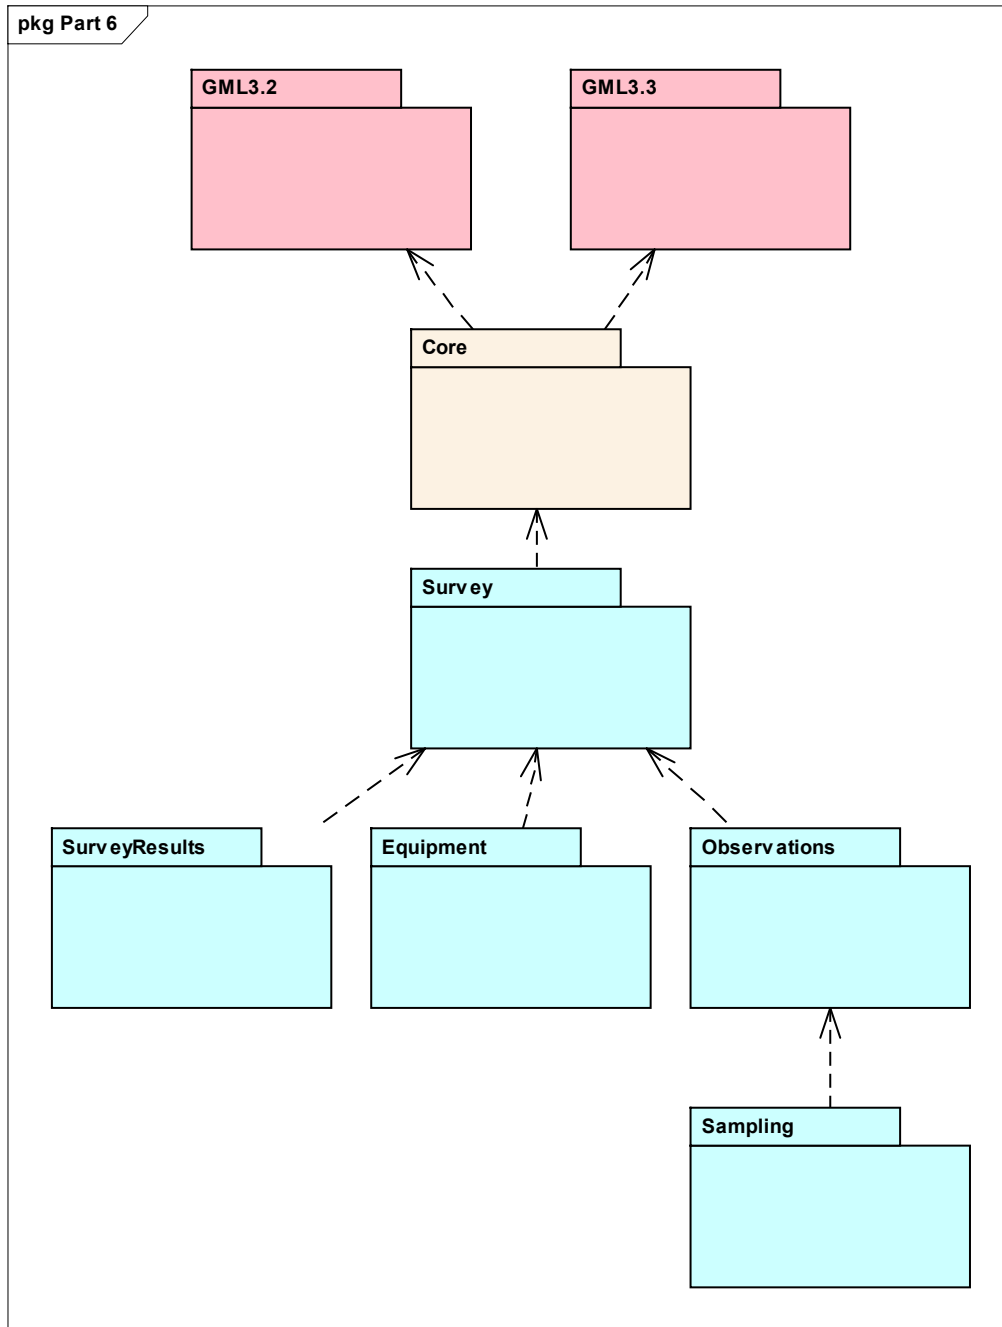 pkg Part 6
GML3.2
GML3.3
Core
Survey
SurveyResults
Equipment
Observations
Sampling